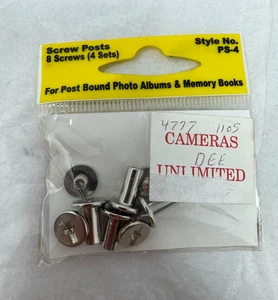 Screw Posts
8 Screws (4 Sets)
Style No.
PS-4
For Post Bound Photo Albums & Memory Books
4777 1105
CAMERAS
DEE
UNLIMITED